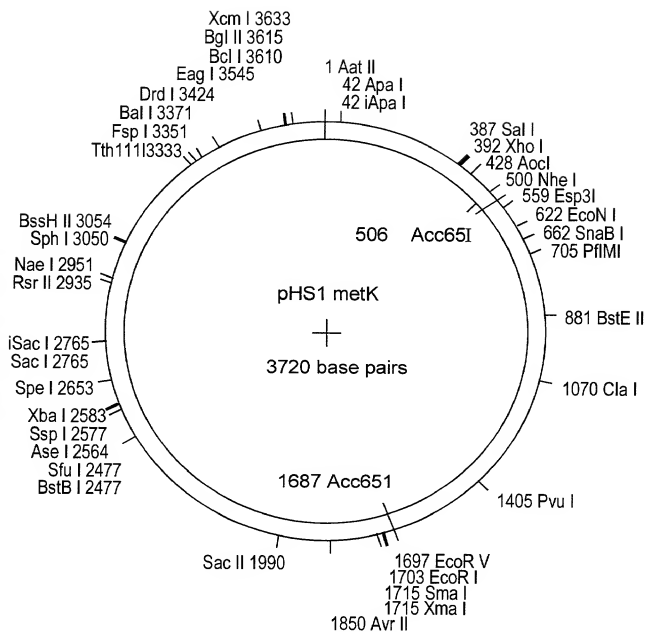 Xcm I 3633
Bgl II 3615
Bcl I 3610
Eag I 3545
Drd I 3424
Bal I 3371
Fsp I 3351
Tth111I3333
1 Aat II
42 Apa I
42 iApa I
387 Sal I
392 Xho I
428 AocI
500 Nhe I
559 Esp3I
622 EcoN I
662 SnaB I
705 PflMI
506 Acc65I
BssH II 3054
Sph I 3050
Nae I 2951
Rsr II 2935
pHS1 metK
3720 base pairs
881 BstE II
1070 Cla I
iSac I 2765
Sac I 2765
Spe I 2653
Xba I 2583
Ssp I 2577
Ase I 2564
Sfu I 2477
BstB I 2477
1687 Acc651
1405 Pvu I
Sac II 1990
1697 EcoR V
1703 EcoR I
1715 Sma I
1715 Xma I
1850 Avr II